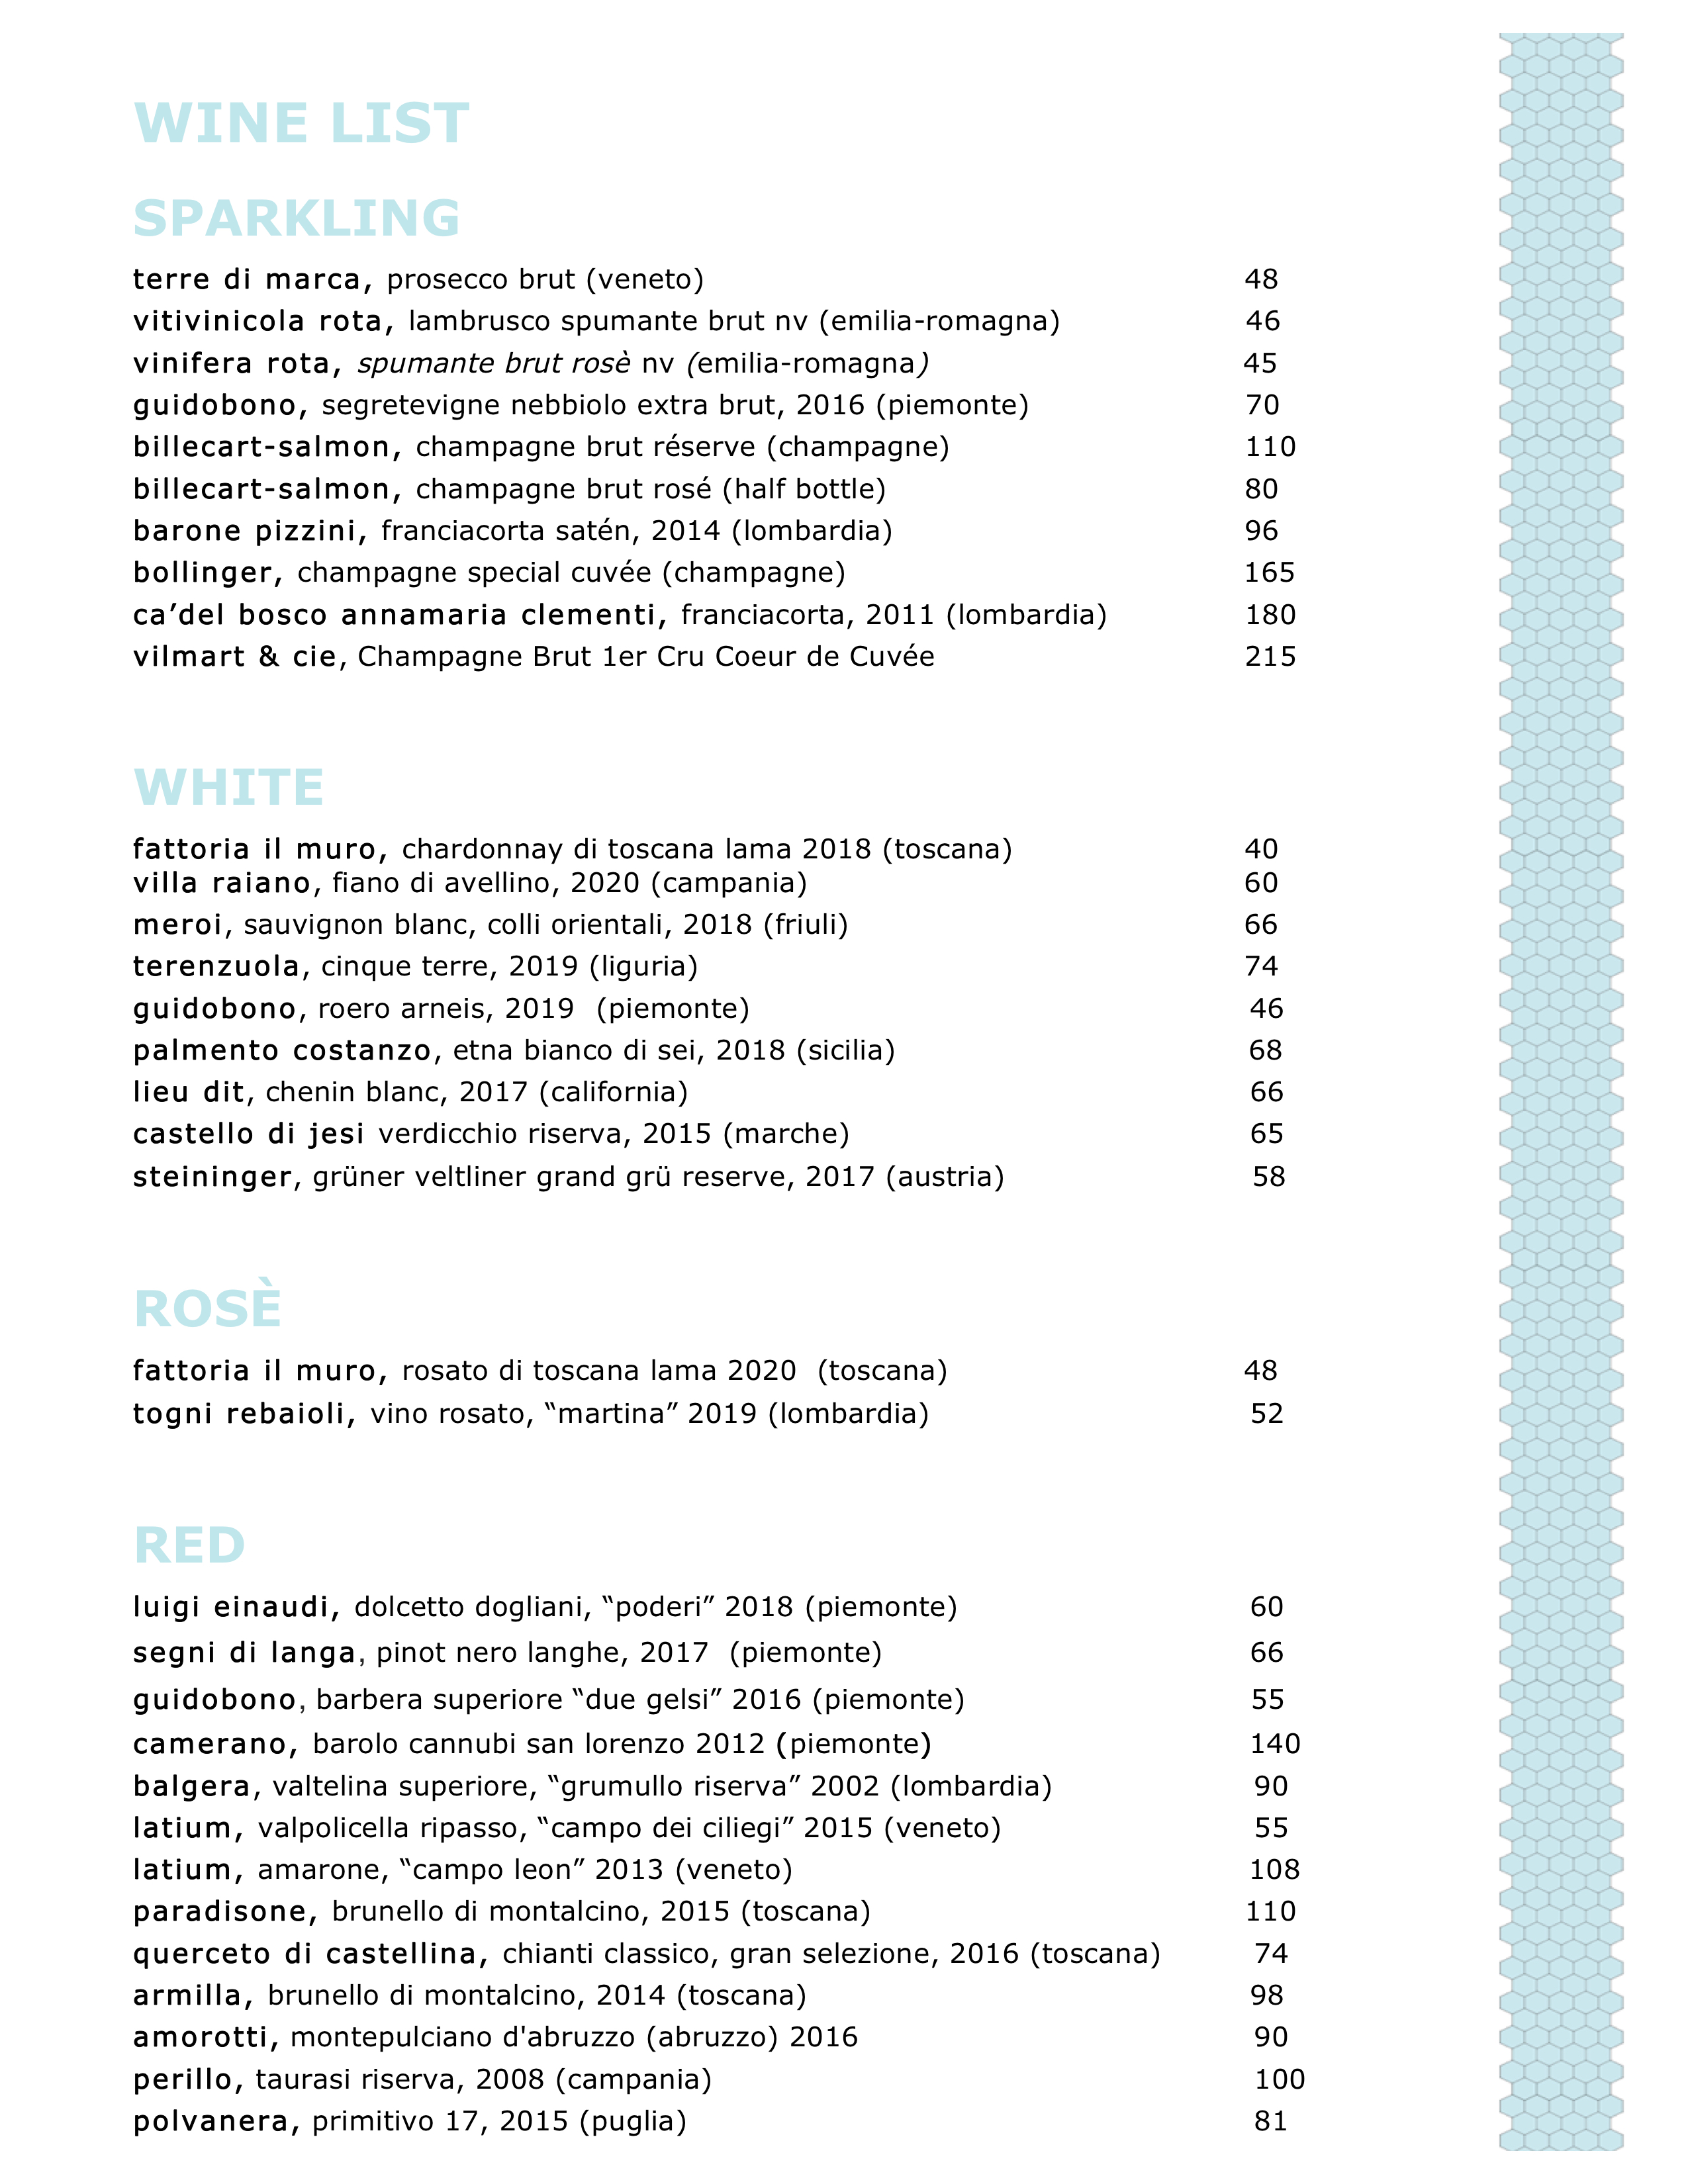 WINE LIST
SPARKLING
terre di marca, prosecco brut (veneto) 48
vitivinicola rota, lambrusco spumante brut nv (emilia-romagna) 46
vinifera rota, spumante brut rosè nv (emilia-romagna) 45
guidobono, segretevigne nebbiolo extra brut, 2016 (piemonte) 70
billecart-salmon, champagne brut réserve (champagne) 110
billecart-salmon, champagne brut rosé (half bottle) 80
barone pizzini, franciacorta satén, 2014 (lombardia) 96
bollinger, champagne special cuvée (champagne) 165
ca’del bosco annamaria clementi, franciacorta, 2011 (lombardia) 180
vilmart & cie, Champagne Brut 1er Cru Coeur de Cuvée 215
WHITE
fattoria il muro, chardonnay di toscana lama 2018 (toscana) 40
villa raiano, fiano di avellino, 2020 (campania) 60
meroi, sauvignon blanc, colli orientali, 2018 (friuli) 66
terenzuola, cinque terre, 2019 (liguria) 74
guidobono, roero arneis, 2019 (piemonte) 46
palmento costanzo, etna bianco di sei, 2018 (sicilia) 68
lieu dit, chenin blanc, 2017 (california) 66
castello di jesi verdicchio riserva, 2015 (marche) 65
steininger, grüner veltliner grand grü reserve, 2017 (austria) 58
ROSÈ
fattoria il muro, rosato di toscana lama 2020 (toscana) 48
togni rebaioli, vino rosato, “martina” 2019 (lombardia) 52
RED
luigi einaudi, dolcetto dogliani, “poderi” 2018 (piemonte) 60
segni di langa, pinot nero langhe, 2017 (piemonte) 66
guidobono, barbera superiore “due gelsi” 2016 (piemonte) 55
camerano, barolo cannubi san lorenzo 2012 (piemonte) 140
balgera, valtelina superiore, “grumullo riserva” 2002 (lombardia) 90
latium, valpolicella ripasso, “campo dei ciliegi” 2015 (veneto) 55
latium, amarone, “campo leon” 2013 (veneto) 108
paradisone, brunello di montalcino, 2015 (toscana) 110
querceto di castellina, chianti classico, gran selezione, 2016 (toscana) 74
armilla, brunello di montalcino, 2014 (toscana) 98
amorotti, montepulciano d'abruzzo (abruzzo) 2016 90
perillo, taurasi riserva, 2008 (campania) 100
polvanera, primitivo 17, 2015 (puglia) 81